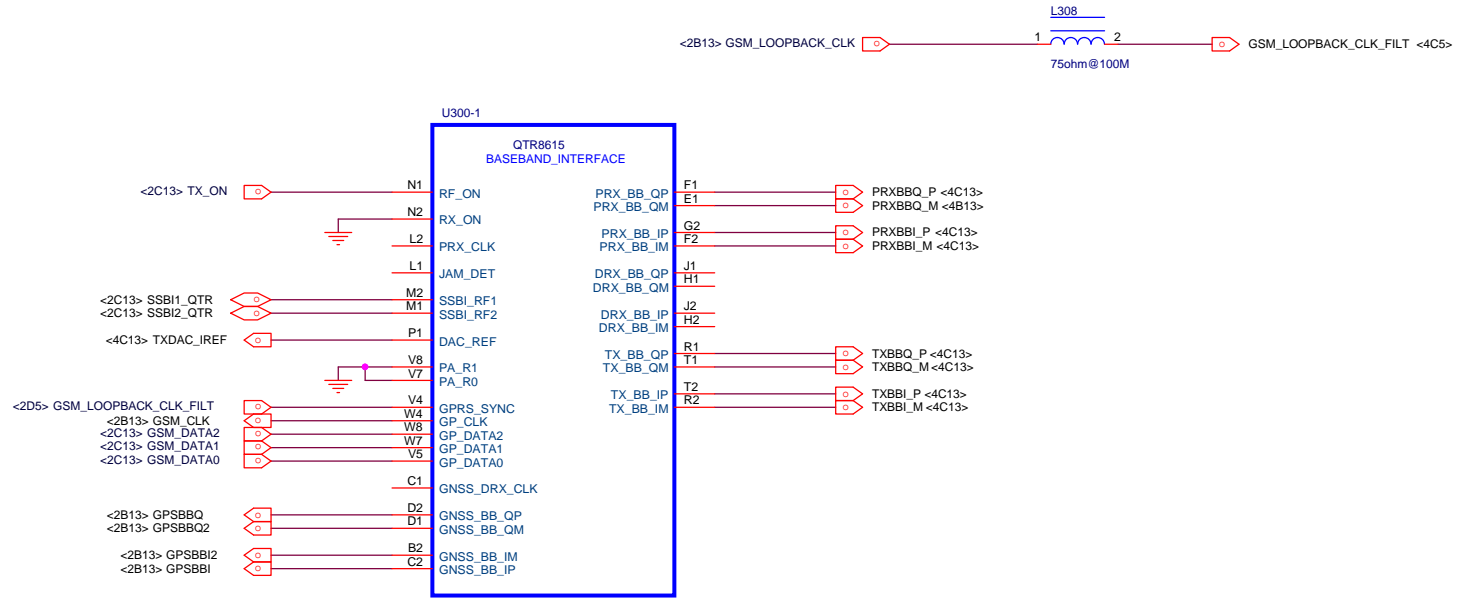 L308
<2B13> GSM_LOOPBACK_CLK 1 2 GSM_LOOPBACK_CLK_FILT <4C5>
75ohm@100M
U300-1
QTR8615
BASEBAND_INTERFACE
<2C13> TX_ON N1 RF_ON
N2 RX_ON
L2 PRX_CLK
L1 JAM_DET
<2C13> SSBI1_QTR M2 SSBI_RF1
<2C13> SSBI2_QTR M1 SSBI_RF2
<4C13> TXDAC_IREF P1 DAC_REF
V8 PA_R1
V7 PA_R0
<2D5> GSM_LOOPBACK_CLK_FILT V4 GPRS_SYNC
<2B13> GSM_CLK W4 GP_CLK
<2C13> GSM_DATA2 W8 GP_DATA2
<2C13> GSM_DATA1 W7 GP_DATA1
<2C13> GSM_DATA0 V5 GP_DATA0
C1 GNSS_DRX_CLK
<2B13> GPSBBQ D2 GNSS_BB_QP
<2B13> GPSBBQ2 D1 GNSS_BB_QM
<2B13> GPSBBI2 B2 GNSS_BB_IM
<2B13> GPSBBI C2 GNSS_BB_IP
PRX_BB_QP F1 PRXBBQ_P <4C13>
PRX_BB_QM E1 PRXBBQ_M <4B13>
PRX_BB_IP G2 PRXBBI_P <4C13>
PRX_BB_IM F2 PRXBBI_M <4C13>
DRX_BB_QP J1
DRX_BB_QM H1
DRX_BB_IP J2
DRX_BB_IM H2
TX_BB_QP R1 TXBBQ_P <4C13>
TX_BB_QM T1 TXBBQ_M <4C13>
TX_BB_IP T2 TXBBI_P <4C13>
TX_BB_IM R2 TXBBI_M <4C13>